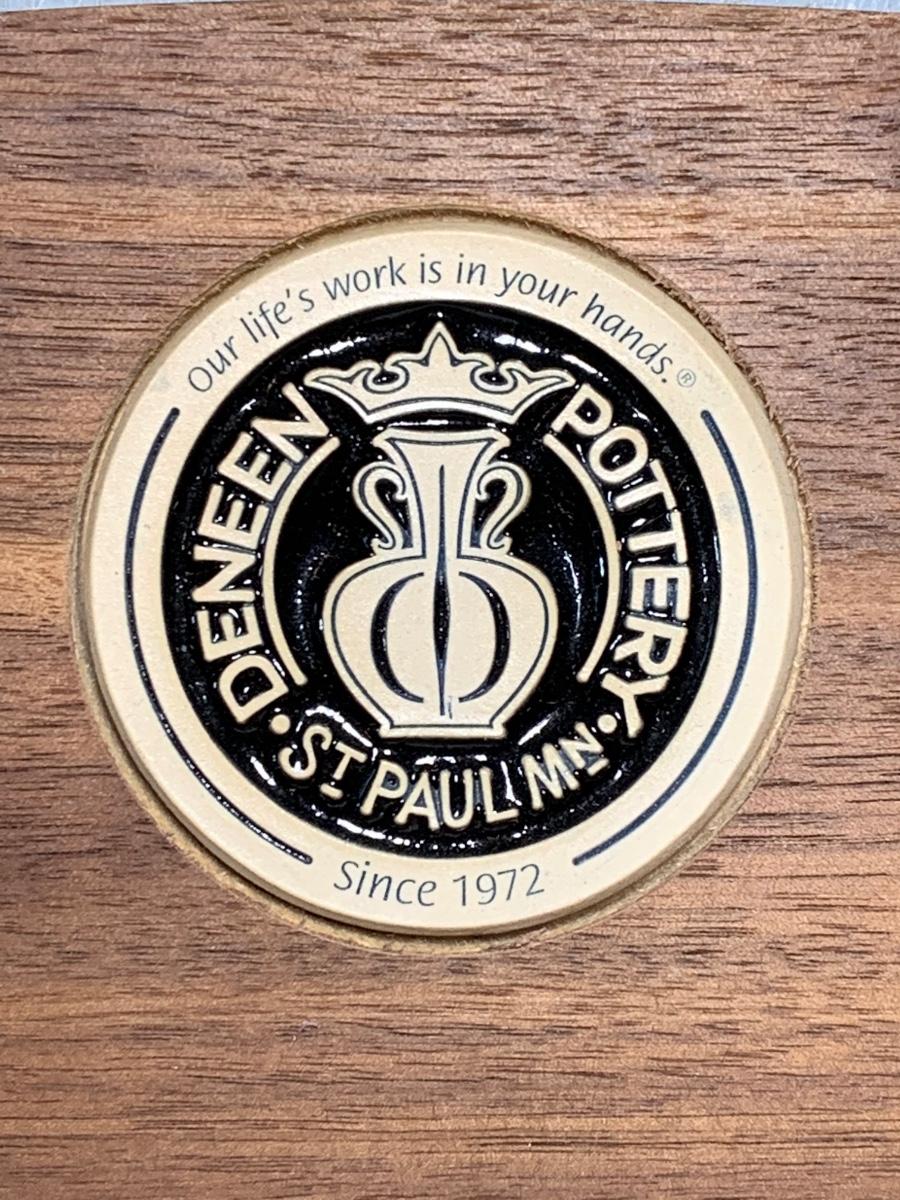 Our life's work is in your hands.®
DENEEN POTTERY
• ST PAUL MN •
Since 1972